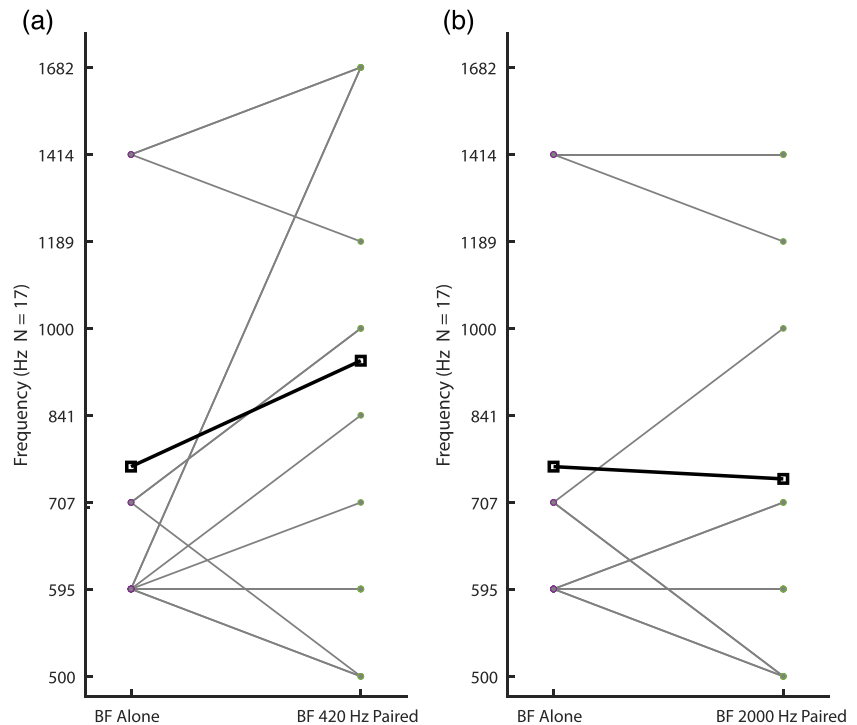 (a)
1682
1414
1189
1000
841
707
595
500
Frequency (Hz N = 17)
BF Alone
BF 420 Hz Paired
(b)
1682
1414
1189
1000
841
707
595
500
Frequency (Hz N = 17)
BF Alone
BF 2000 Hz Paired